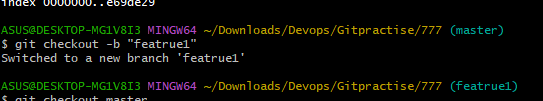 index 0000000..e69de29
ASUS@DESKTOP-MG1V8I3 MINGW64 ~/Downloads/Devops/Gitpractise/777 (master)
$ git checkout -b "featrue1"
Switched to a new branch 'featrue1'
ASUS@DESKTOP-MG1V8I3 MINGW64 ~/Downloads/Devops/Gitpractise/777 (featrue1)
$ git checkout master